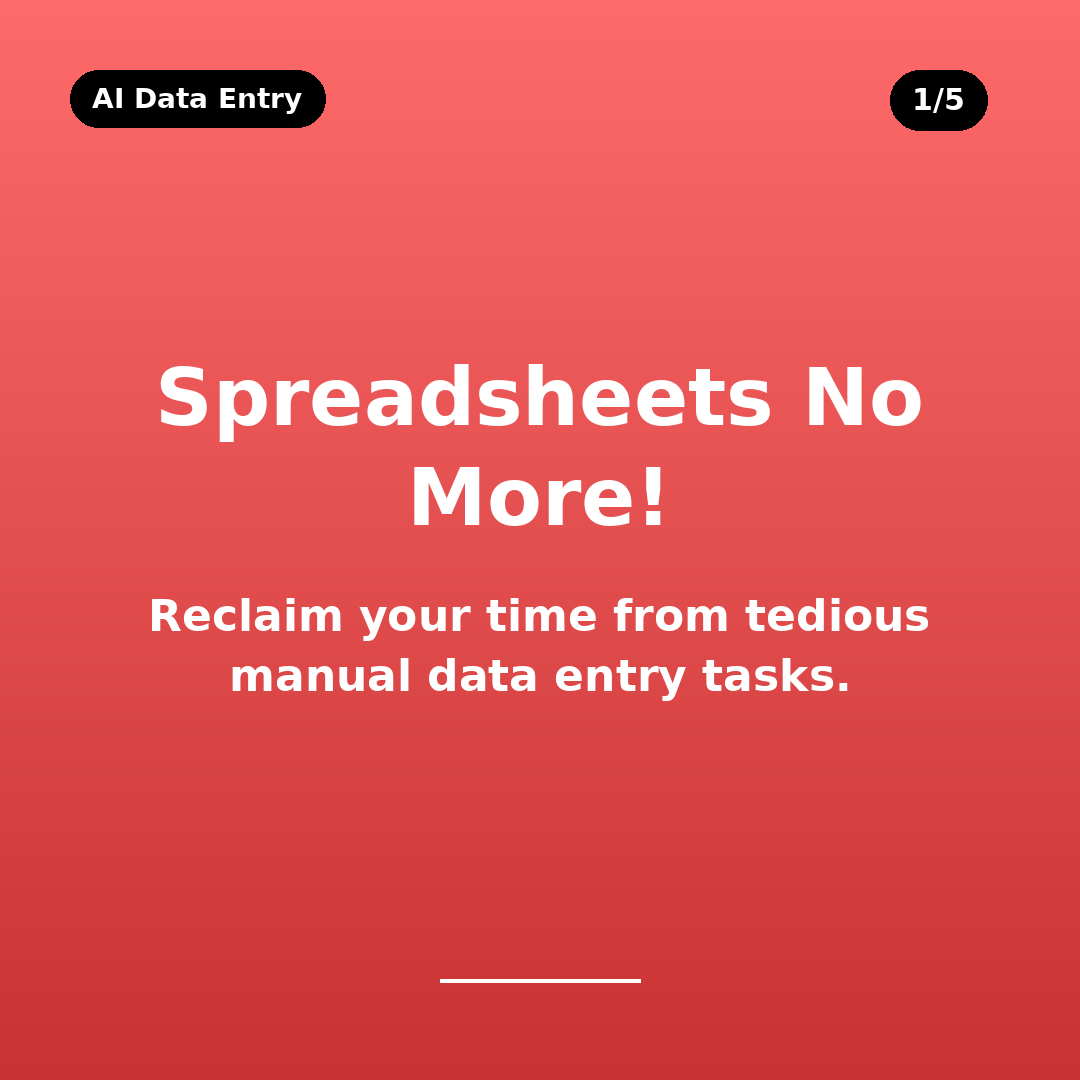 AI Data Entry
1/5
Spreadsheets No
More!
Reclaim your time from tedious
manual data entry tasks.